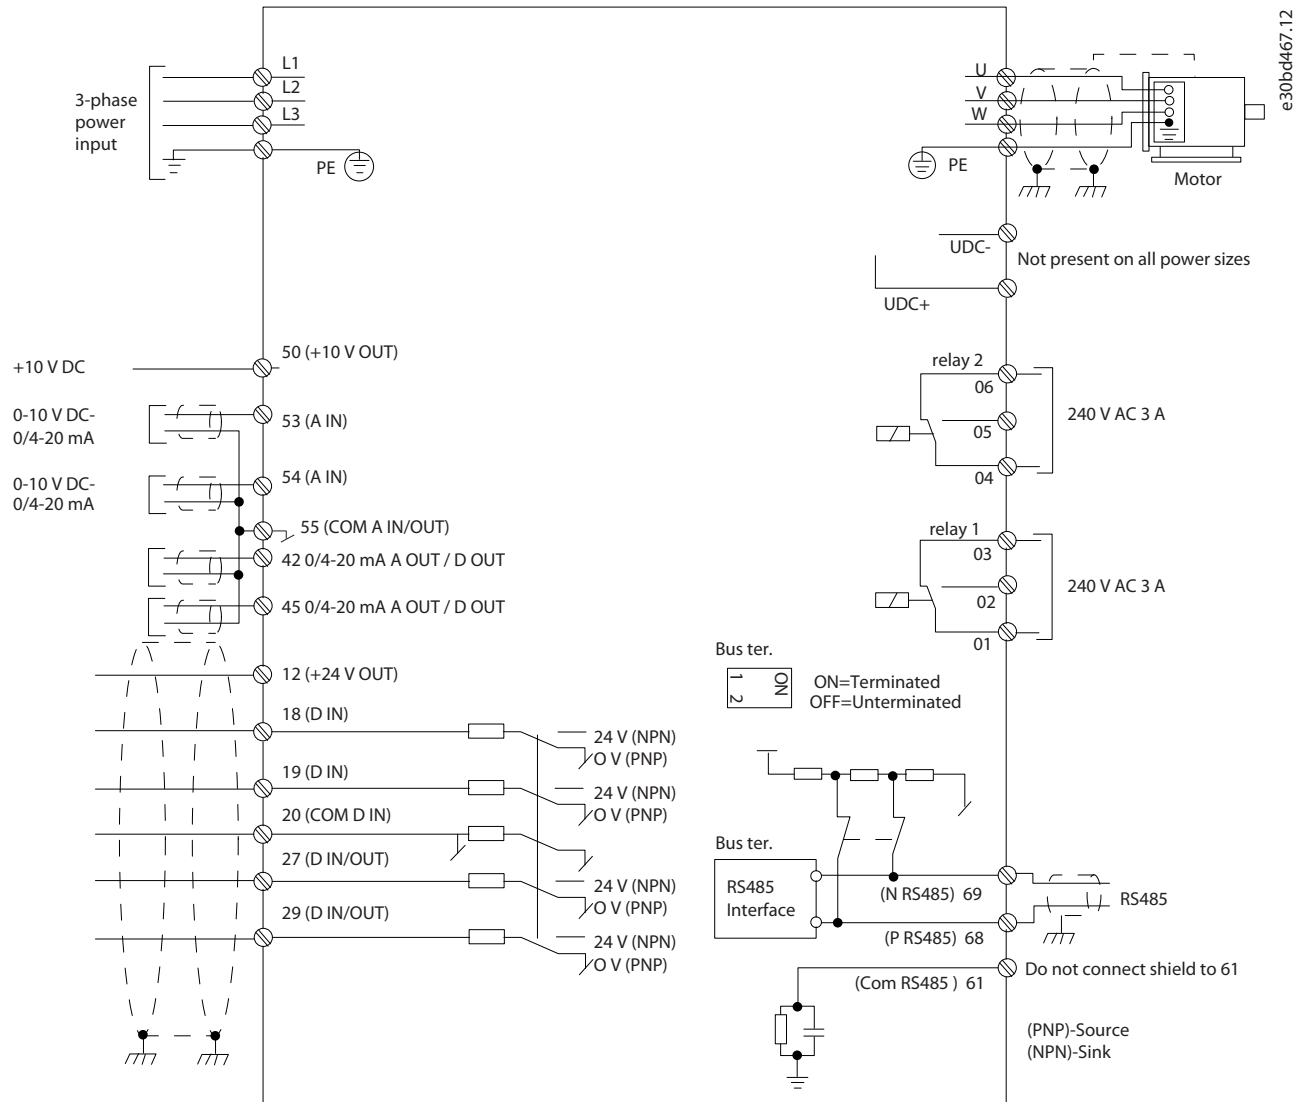 e30bd467.12
L1
L2
L3
3-phase
power
input
PE
U
V
W
PE
Motor
UDC-
Not present on all power sizes
UDC+
+10 V DC
50 (+10 V OUT)
0-10 V DC-
0/4-20 mA
53 (A IN)
0-10 V DC-
0/4-20 mA
54 (A IN)
55 (COM A IN/OUT)
42 0/4-20 mA A OUT / D OUT
45 0/4-20 mA A OUT / D OUT
12 (+24 V OUT)
18 (D IN)
24 V (NPN)
O V (PNP)
19 (D IN)
24 V (NPN)
O V (PNP)
20 (COM D IN)
27 (D IN/OUT)
24 V (NPN)
O V (PNP)
29 (D IN/OUT)
24 V (NPN)
O V (PNP)
relay 2
06
05
04
240 V AC 3 A
relay 1
03
02
01
240 V AC 3 A
Bus ter.
1
2
ON
ON=Terminated
OFF=Unterminated
Bus ter.
RS485
Interface
(N RS485) 69
RS485
(P RS485) 68
(Com RS485 ) 61
Do not connect shield to 61
(PNP)-Source
(NPN)-Sink